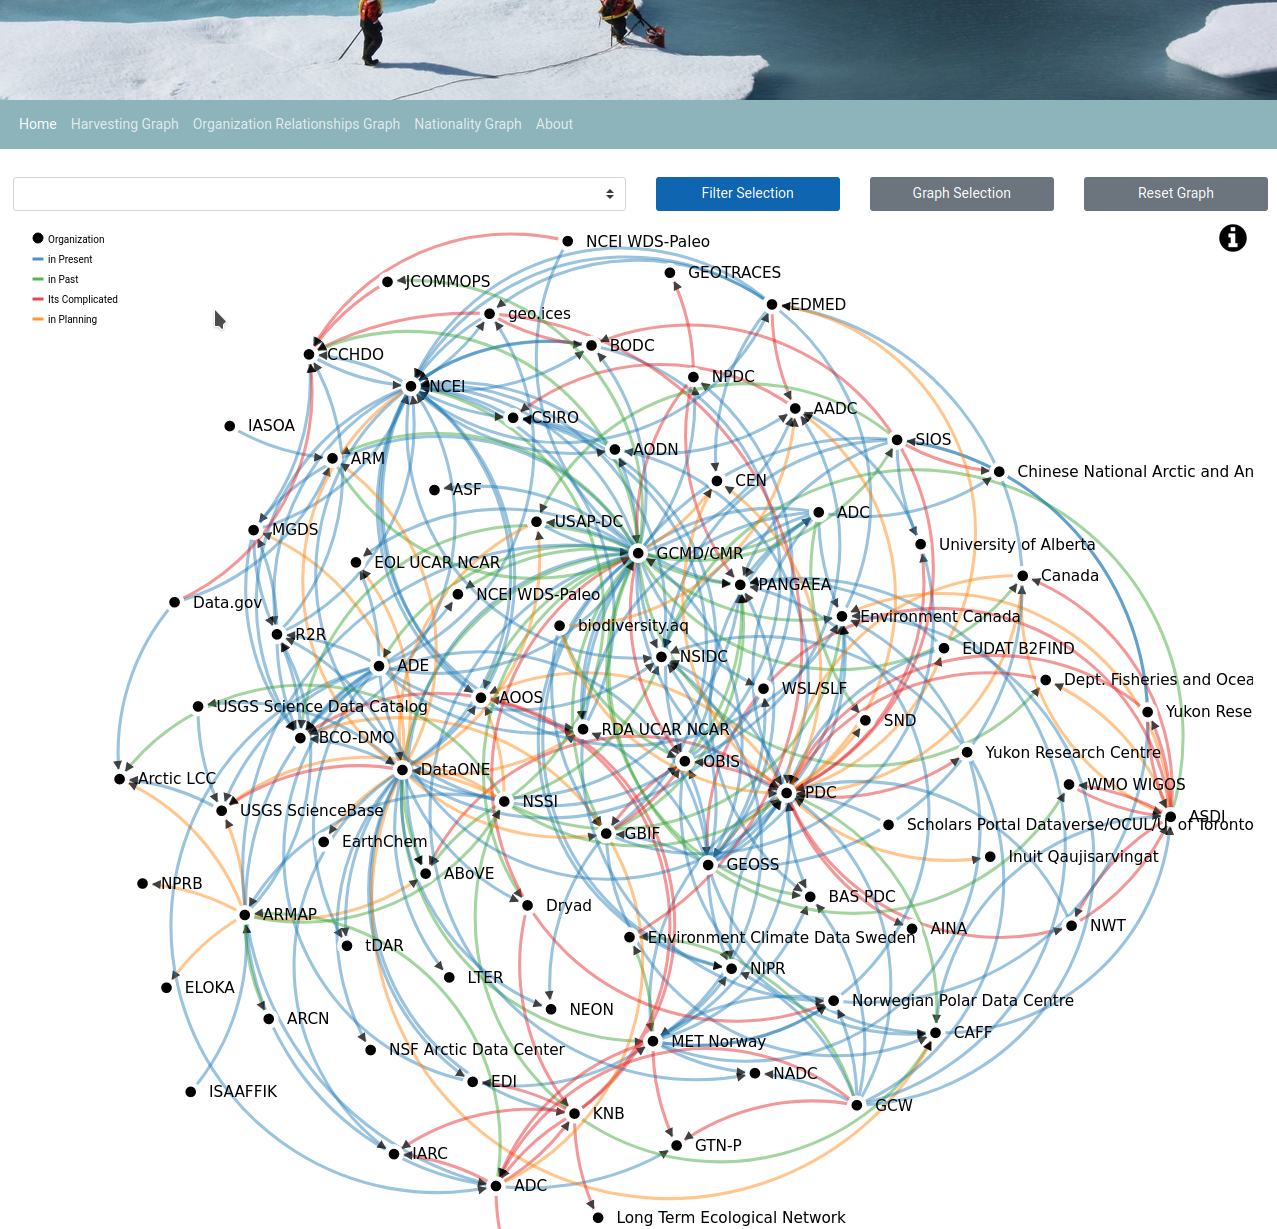 Home Harvesting Graph Organization Relationships Graph Nationality Graph About
Filter Selection Graph Selection Reset Graph
Organization
in Present
in Past
Its Complicated
in Planning
NCEI WDS-Paleo
GEOTRACES
JCOMMOPS
EDMED
geo.ices
BODC
CCHDO
NPDC
NCEI
AADC
CSIRO
IASOA
SIOS
AODN
ARM
Chinese National Arctic and An
CEN
ASF
ADC
USAP-DC
MGDS
University of Alberta
GCMD/CMR
EOL UCAR NCAR
Canada
PANGAEA
NCEI WDS-Paleo
Data.gov
Environment Canada
biodiversity.aq
R2R
EUDAT B2FIND
NSIDC
ADE
Dept. Fisheries and Ocea
WSL/SLF
AOOS
USGS Science Data Catalog
Yukon Rese
SND
RDA UCAR NCAR
BCO-DMO
Yukon Research Centre
OBIS
DataONE
Arctic LCC
WMO WIGOS
PDC
NSSI
USGS ScienceBase
ASDI
Scholars Portal Dataverse/OCUL/U. of Toronto
GBIF
EarthChem
Inuit Qaujisarvingat
GEOSS
ABoVE
NPRB
BAS PDC
Dryad
ARMAP
NWT
AINA
Environment Climate Data Sweden
tDAR
NIPR
LTER
ELOKA
Norwegian Polar Data Centre
NEON
ARCN
CAFF
MET Norway
NSF Arctic Data Center
NADC
EDI
ISAAFFIK
GCW
KNB
GTN-P
IARC
ADC
Long Term Ecological Network